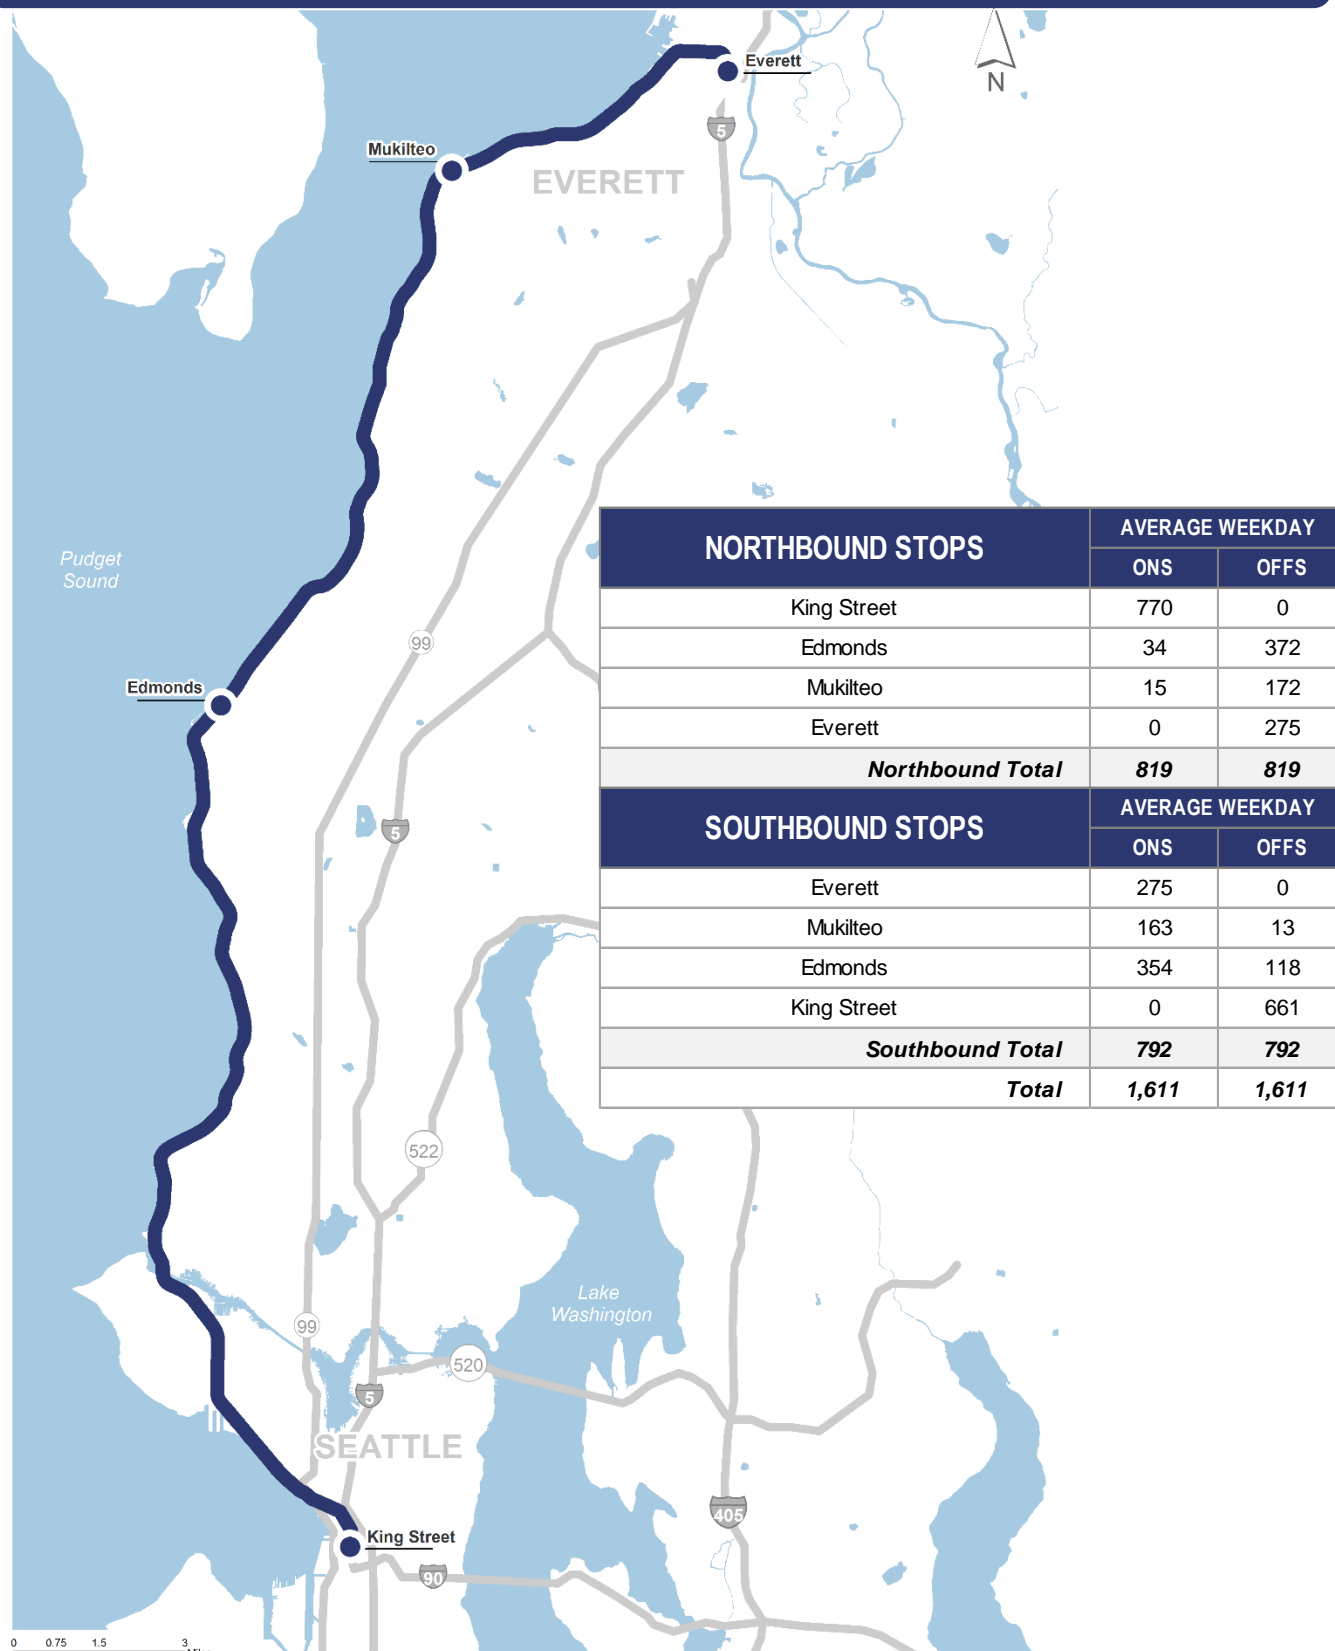 Everett
N
5
Mukilteo
EVERETT
Pudget
Sound
99
Edmonds
5
NORTHBOUND STOPS AVERAGE WEEKDAY
ONS OFFS
King Street 770 0
Edmonds 34 372
Mukilteo 15 172
Everett 0 275
Northbound Total 819 819
SOUTHBOUND STOPS AVERAGE WEEKDAY
ONS OFFS
Everett 275 0
Mukilteo 163 13
Edmonds 354 118
King Street 0 661
Southbound Total 792 792
Total 1,611 1,611
522
Lake
Washington
99
520
5
SEATTLE
405
King Street
90
0 0.75 1.5 3